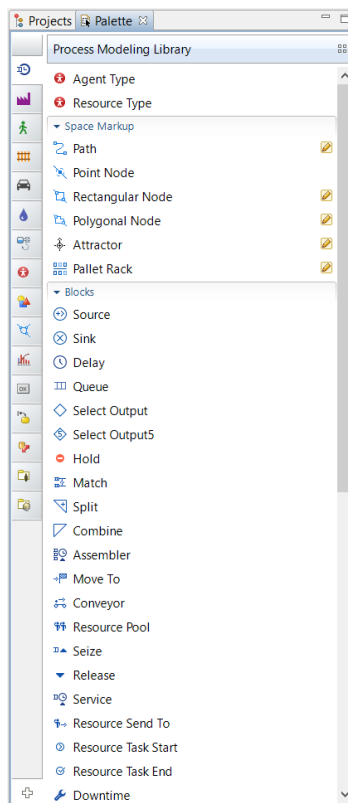 Projects Palette
Process Modeling Library
Agent Type
Resource Type
Space Markup
Path
Point Node
Rectangular Node
Polygonal Node
Attractor
Pallet Rack
Blocks
Source
Sink
Delay
Queue
Select Output
Select Output5
Hold
Match
Split
Combine
Assembler
Move To
Conveyor
Resource Pool
Seize
Release
Service
Resource Send To
Resource Task Start
Resource Task End
Downtime